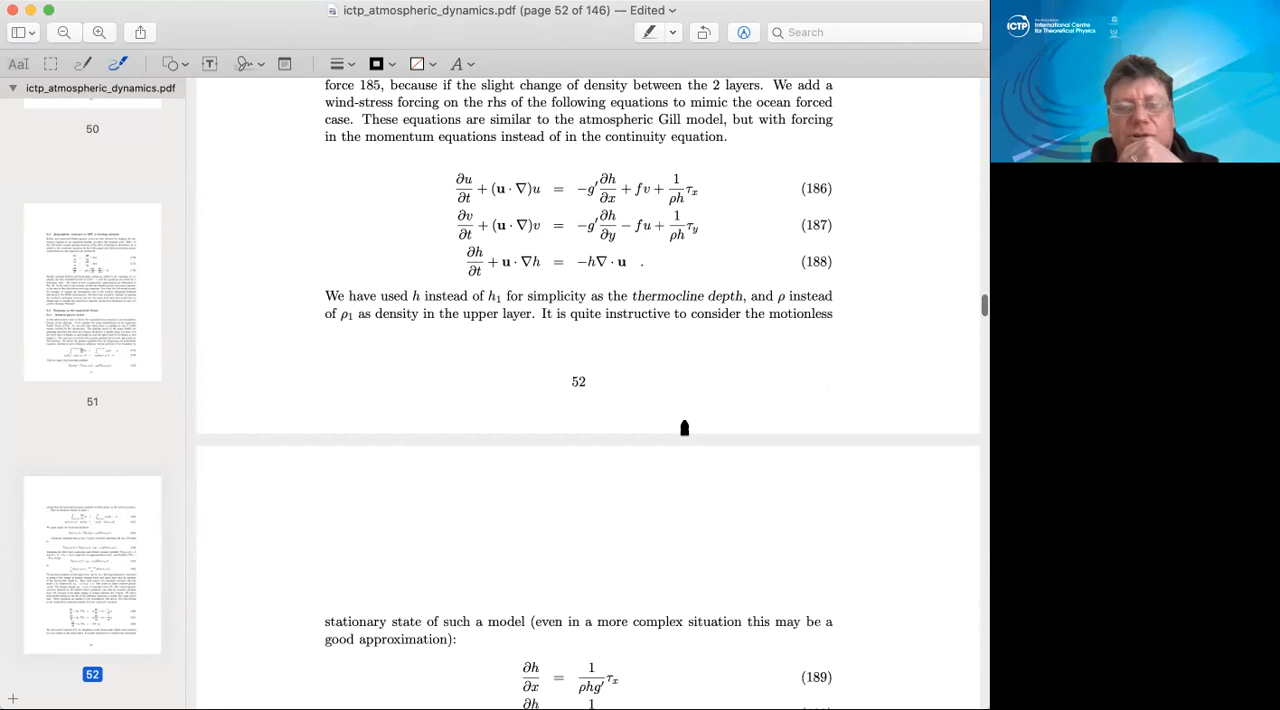 ictp_atmospheric_dynamics.pdf (page 52 of 146) — Edited
Search
ictp_atmospheric_dynamics.pdf
50
51
52
force 185, because if the slight change of density between the 2 layers. We add a
wind-stress forcing on the rhs of the following equations to mimic the ocean forced
case. These equations are similar to the atmospheric Gill model, but with forcing
in the momentum equations instead of in the continuity equation.
∂u/∂t + (u · ∇)u = −g′ ∂h/∂x + fv + 1/ρh τx (186)
∂v/∂t + (u · ∇)v = −g′ ∂h/∂y − fu + 1/ρh τy (187)
∂h/∂t + u · ∇h = −h∇ · u . (188)
We have used h instead of h1 for simplicity as the thermocline depth, and ρ instead
of ρ1 as density in the upper layer. It is quite instructive to consider the motionless
52
stationary state of such a model (even in a more complex situation this may be a
good approximation):
∂h/∂x = 1/ρhg′ τx (189)
∂h 1
ICTP
International Centre
for Theoretical Physics